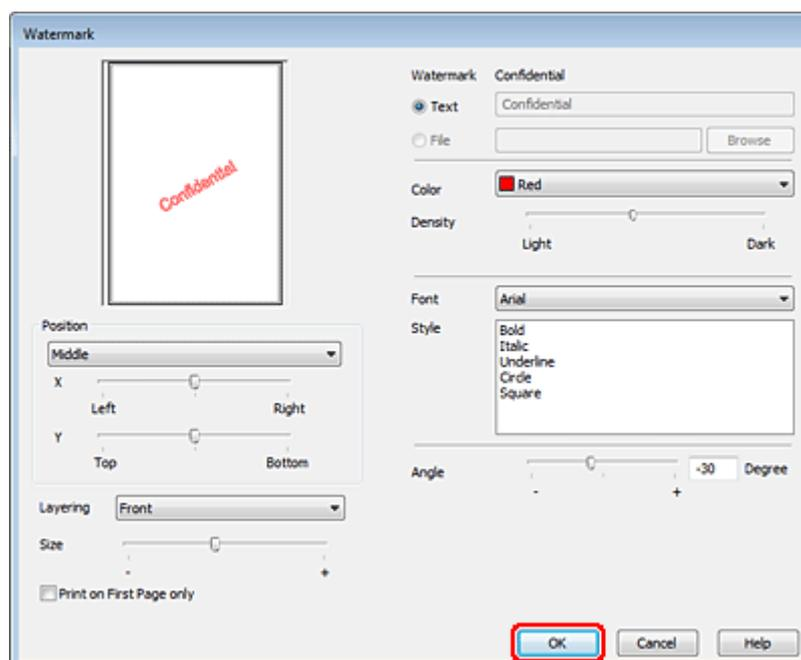 Watermark
Confidential
Watermark Confidential
Text Confidential
File Browse
Color Red
Density
Light Dark
Font Arial
Style Bold
Italic
Underline
Circle
Square
Angle -30 Degree
- +
Position
Middle
X
Left Right
Y
Top Bottom
Layering Front
Size
- +
Print on First Page only
OK Cancel Help